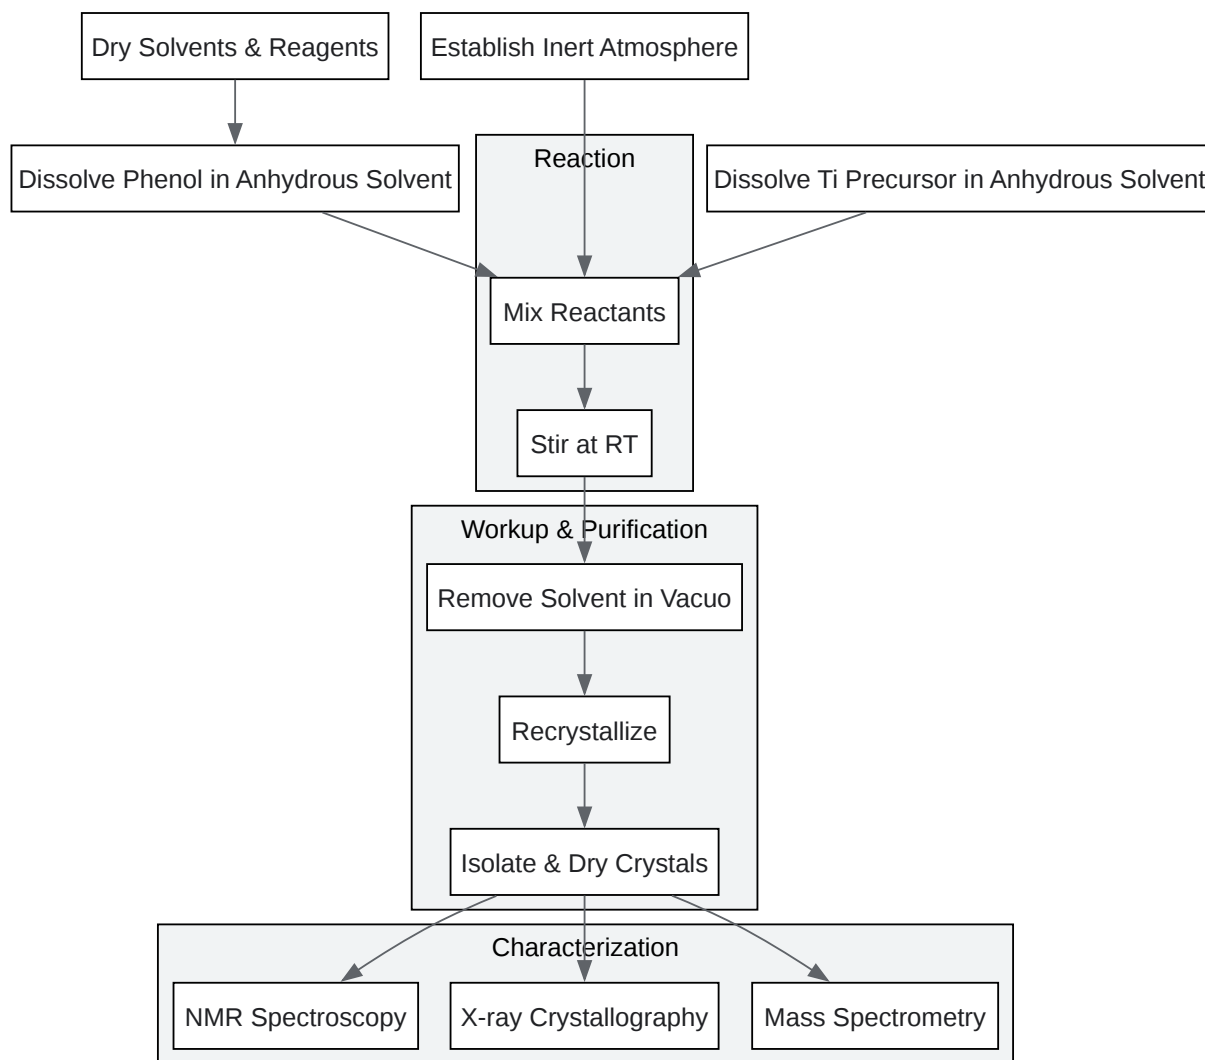 Dry Solvents & Reagents
Establish Inert Atmosphere
Reaction
Dissolve Phenol in Anhydrous Solvent
Dissolve Ti Precursor in Anhydrous Solvent
Mix Reactants
Stir at RT
Workup & Purification
Remove Solvent in Vacuo
Recrystallize
Isolate & Dry Crystals
Characterization
NMR Spectroscopy
X-ray Crystallography
Mass Spectrometry